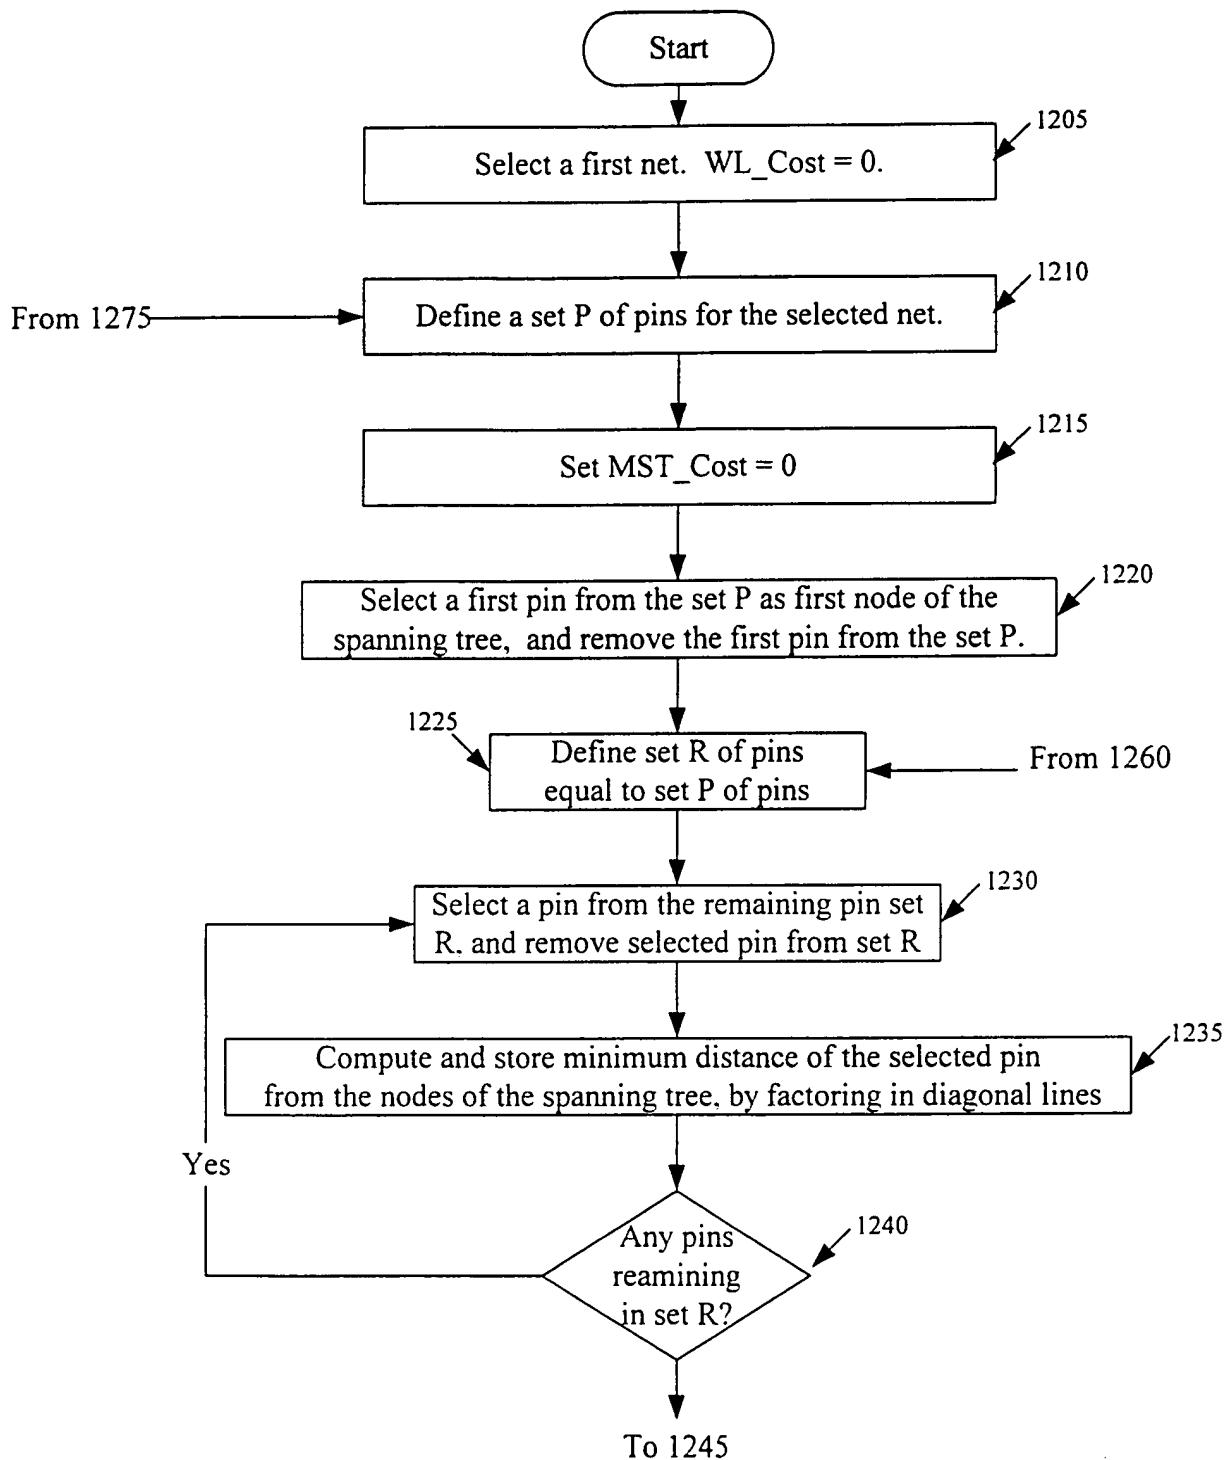 Start
1205
Select a first net. WL_Cost = 0.
1210
From 1275
Define a set P of pins for the selected net.
1215
Set MST_Cost = 0
1220
Select a first pin from the set P as first node of the
spanning tree, and remove the first pin from the set P.
1225
Define set R of pins
equal to set P of pins
From 1260
1230
Select a pin from the remaining pin set
R, and remove selected pin from set R
1235
Compute and store minimum distance of the selected pin
from the nodes of the spanning tree, by factoring in diagonal lines
Yes
1240
Any pins
reamining
in set R?
To 1245